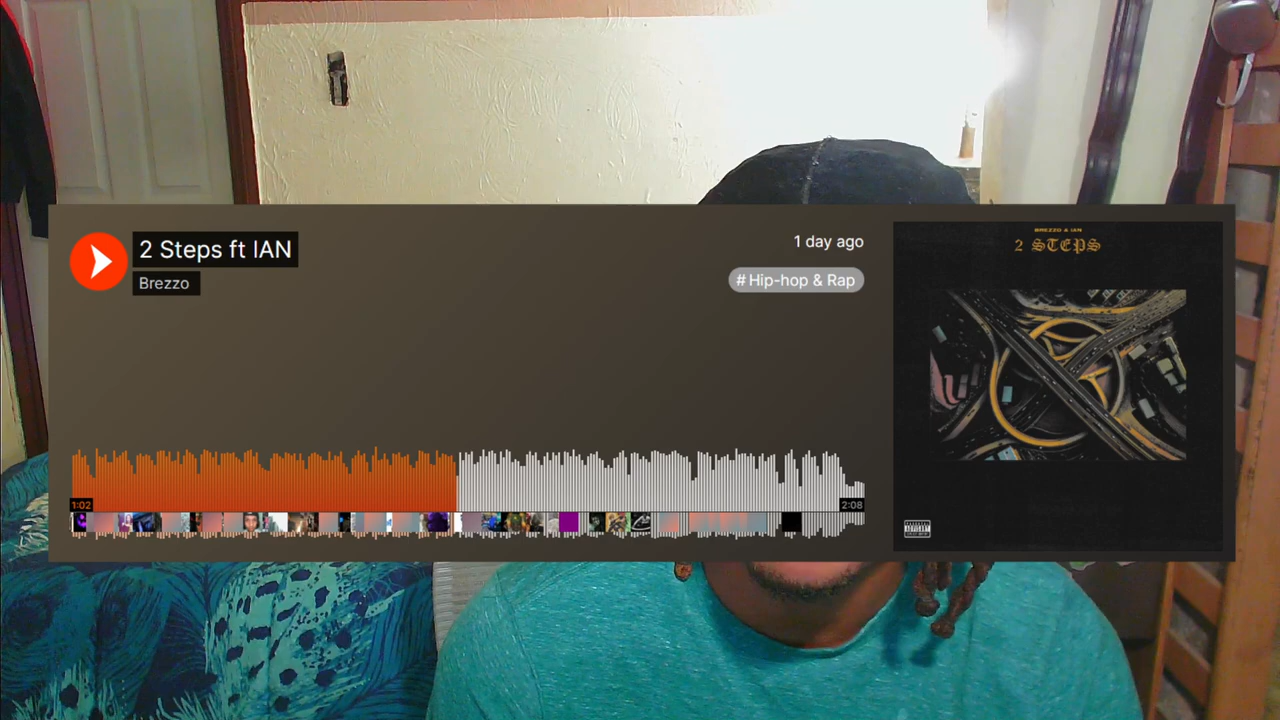 2 Steps ft IAN
Brezzo
1 day ago
# Hip-hop & Rap
1:02
2:08
BREZZO & IAN
2 STEPS